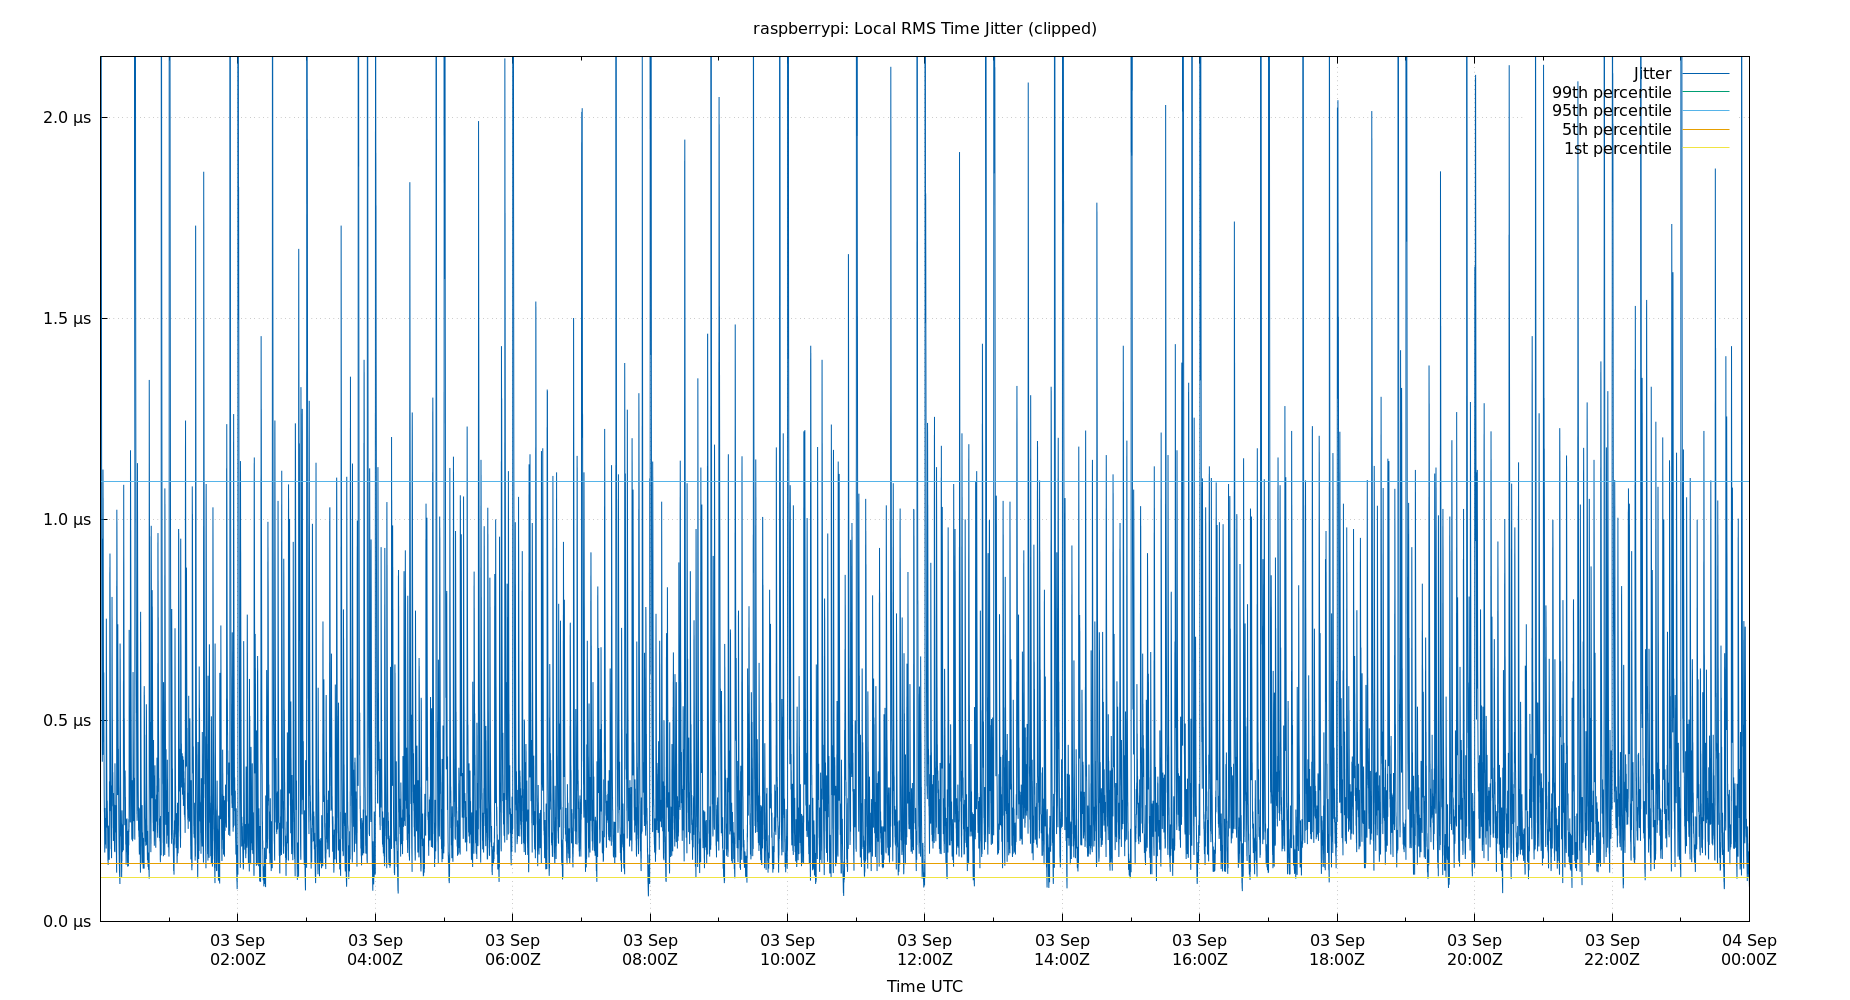 raspberrypi: Local RMS Time Jitter (clipped)
Jitter
99th percentile
95th percentile
5th percentile
1st percentile
2.0 µs
1.5 µs
1.0 µs
0.5 µs
0.0 µs
03 Sep 03 Sep 03 Sep 03 Sep 03 Sep 03 Sep 03 Sep 03 Sep 03 Sep 03 Sep 03 Sep 04 Sep
02:00Z 04:00Z 06:00Z 08:00Z 10:00Z 12:00Z 14:00Z 16:00Z 18:00Z 20:00Z 22:00Z 00:00Z
Time UTC